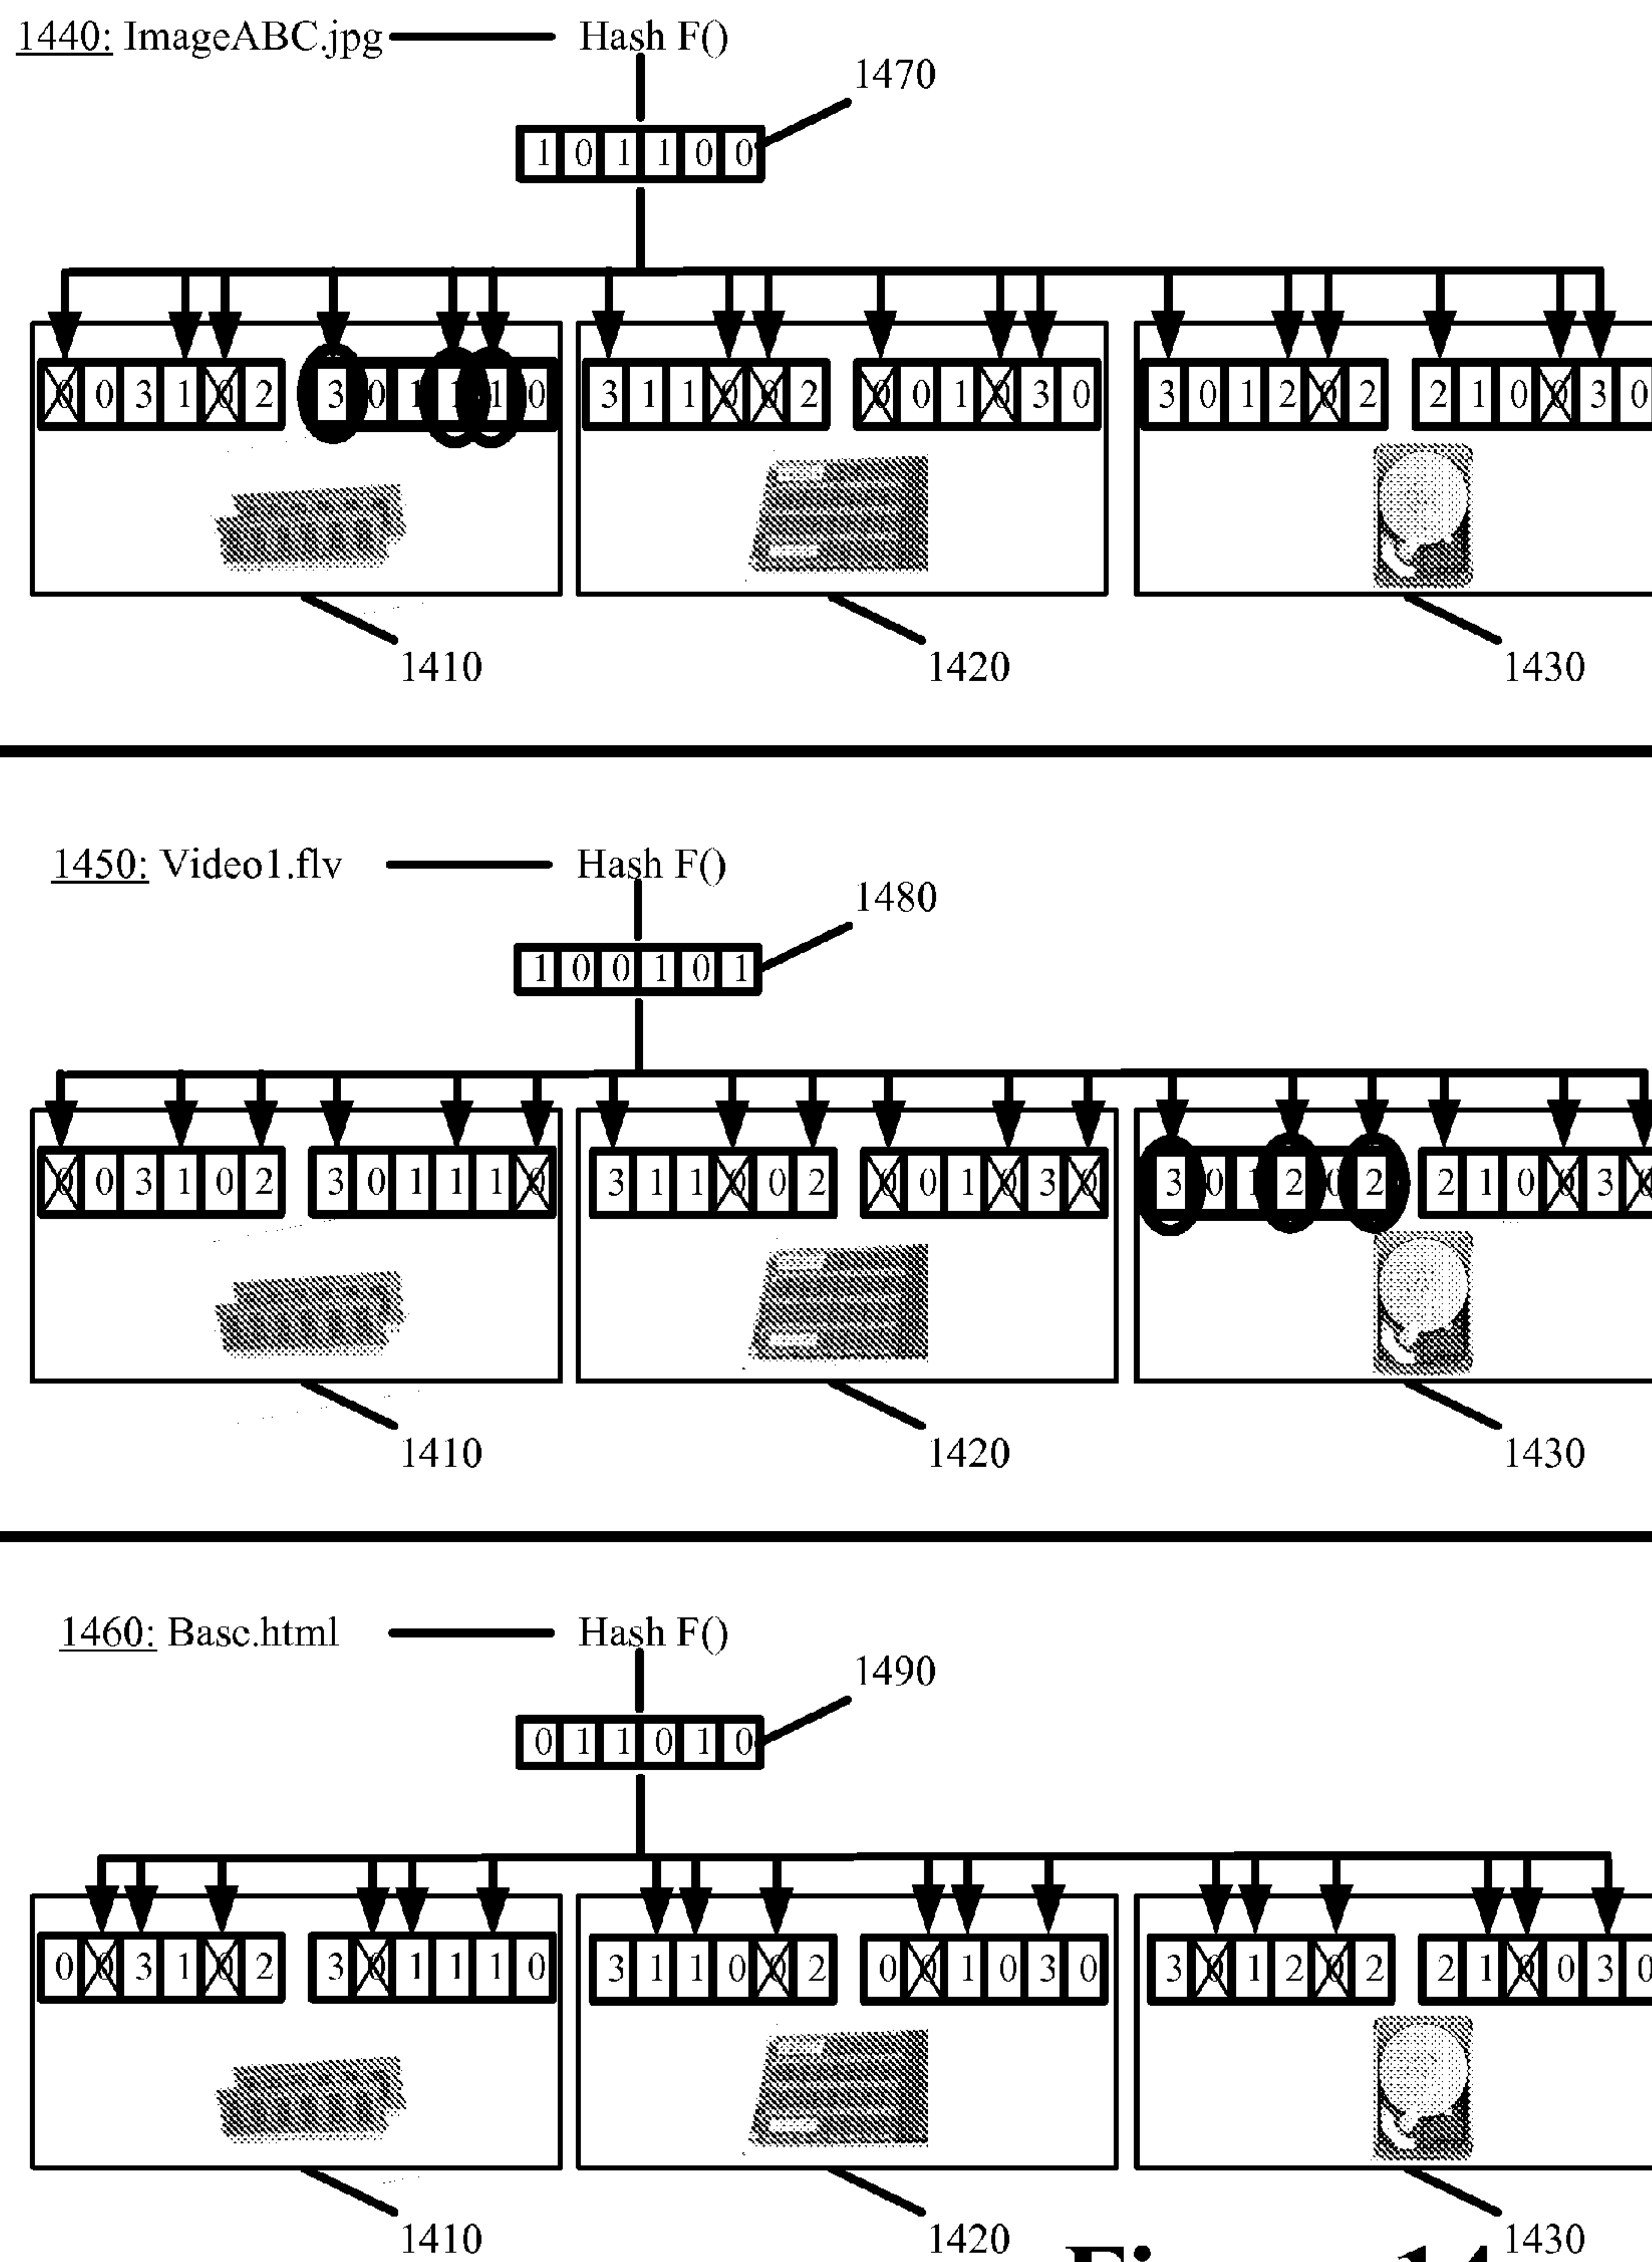 1440: ImageABC.jpg Hash F()
1470
1 0 1 1 0 0
0 0 3 1 0 2 3 0 1 1 1 0 3 1 1 0 0 2 0 0 1 0 3 0 3 0 1 2 0 2 2 1 0 0 3 0
1410 1420 1430
1450: Video1.flv Hash F()
1480
1 0 0 1 0 1
0 0 3 1 0 2 3 0 1 1 1 0 3 1 1 0 0 2 0 0 1 0 3 0 3 0 1 2 0 2 2 1 0 0 3 0
1410 1420 1430
1460: Base.html Hash F()
1490
0 1 1 0 1 0
0 0 3 1 0 2 3 0 1 1 1 0 3 1 1 0 0 2 0 0 1 0 3 0 3 0 1 2 0 2 2 1 0 0 3 0
1410 1420 1430